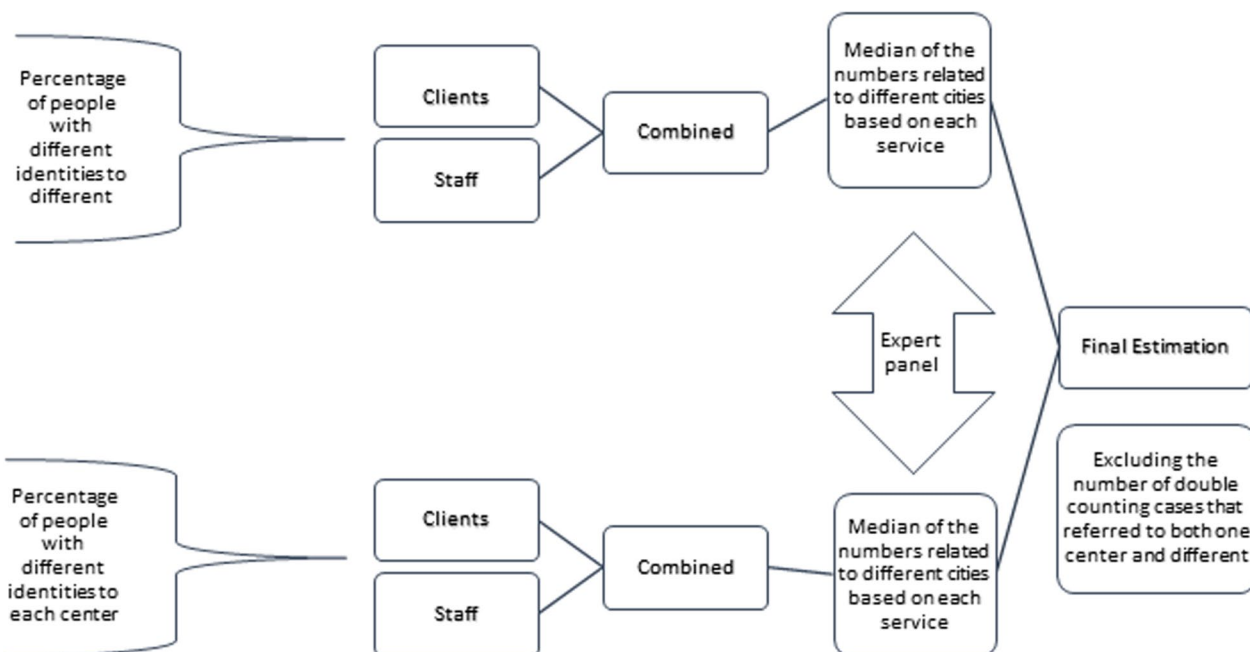 Percentage
of people
with
different
identities to
different
Clients
Staff
Combined
Median of the
numbers related
to different cities
based on each
service
Expert
panel
Final Estimation
Excluding the
number of double
counting cases that
referred to both one
center and different
Percentage
of people
with
different
identities to
each center
Clients
Staff
Combined
Median of the
numbers related
to different cities
based on each
service